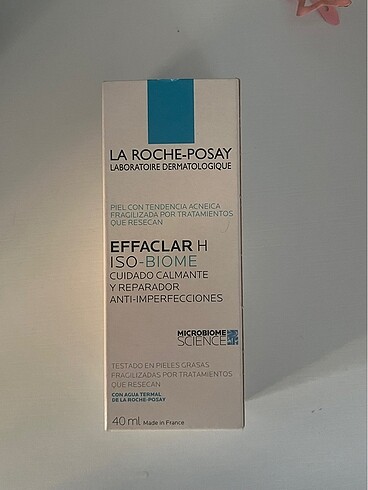 LA ROCHE-POSAY
LABORATOIRE DERMATOLOGIQUE
PIEL CON TENDENCIA ACNEICA
FRAGILIZADA POR TRATAMIENTOS
QUE RESECAN
EFFACLAR H
ISO-BIOME
CUIDADO CALMANTE
Y REPARADOR
ANTI-IMPERFECCIONES
MICROBIOME
SCIENCE
TESTADO EN PIELES GRASAS
FRAGILIZADAS POR TRATAMIENTOS
QUE RESECAN
CON AGUA TERMAL
DE LA ROCHE-POSAY
40 ml Made in France